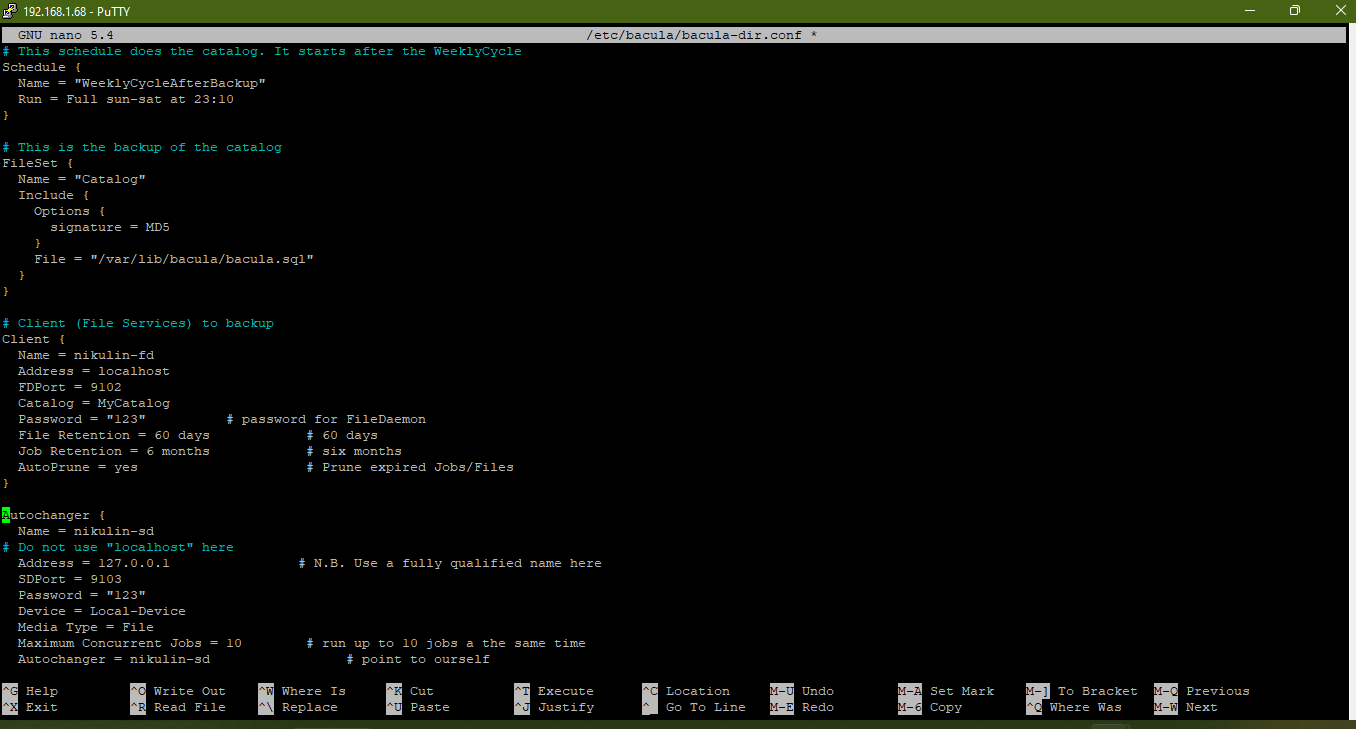 192.168.1.68 - PuTTY
GNU nano 5.4 /etc/bacula/bacula-dir.conf *
# This schedule does the catalog. It starts after the WeeklyCycle
Schedule {
  Name = "WeeklyCycleAfterBackup"
  Run = Full sun-sat at 23:10
}

# This is the backup of the catalog
FileSet {
  Name = "Catalog"
  Include {
    Options {
      signature = MD5
    }
    File = "/var/lib/bacula/bacula.sql"
  }
}

# Client (File Services) to backup
Client {
  Name = nikulin-fd
  Address = localhost
  FDPort = 9102
  Catalog = MyCatalog
  Password = "123"          # password for FileDaemon
  File Retention = 60 days            # 60 days
  Job Retention = 6 months            # six months
  AutoPrune = yes                     # Prune expired Jobs/Files
}

Autochanger {
  Name = nikulin-sd
# Do not use "localhost" here
  Address = 127.0.0.1                # N.B. Use a fully qualified name here
  SDPort = 9103
  Password = "123"
  Device = Local-Device
  Media Type = File
  Maximum Concurrent Jobs = 10        # run up to 10 jobs a the same time
  Autochanger = nikulin-sd                 # point to ourself

^G Help ^O Write Out ^W Where Is ^K Cut ^T Execute ^C Location M-U Undo M-A Set Mark M-] To Bracket M-Q Previous
^X Exit ^R Read File ^\ Replace ^U Paste ^J Justify ^_ Go To Line M-E Redo M-6 Copy ^Q Where Was M-W Next